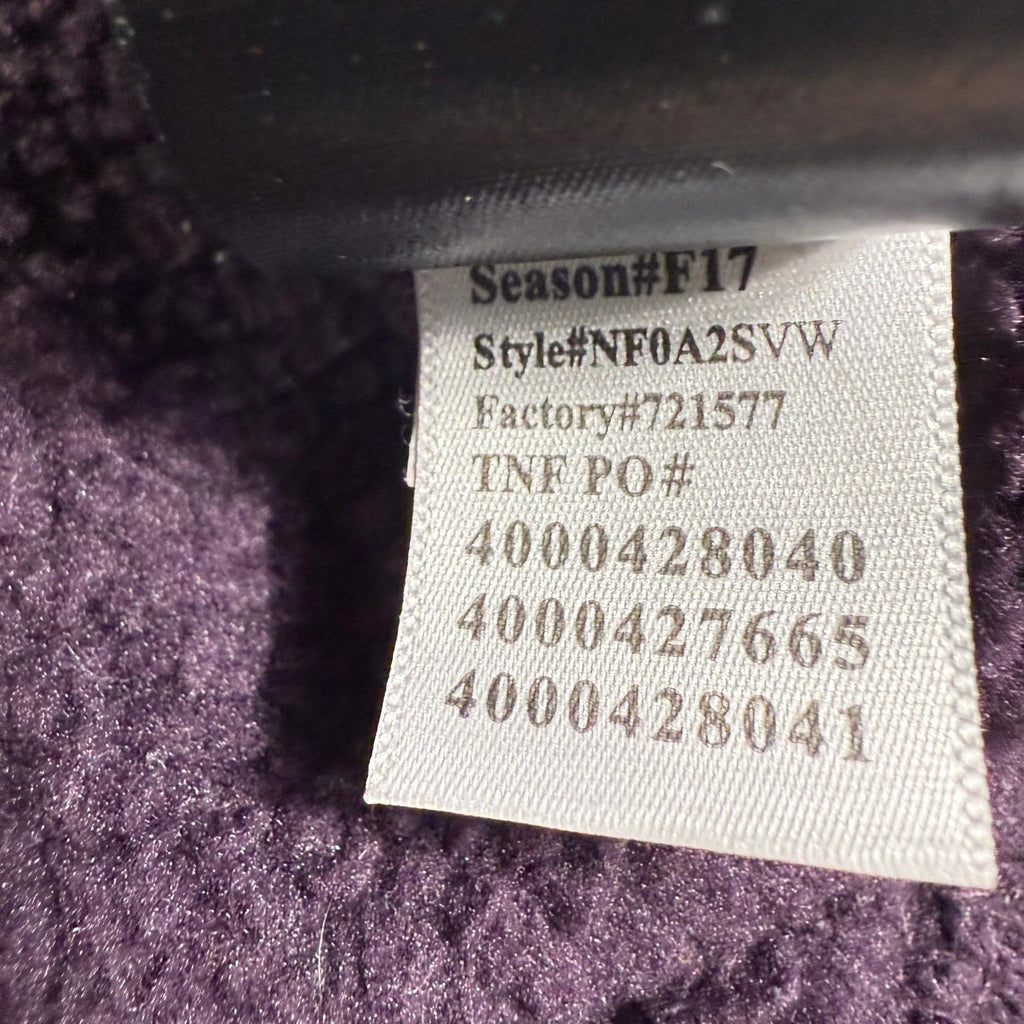 Season#F17
Style#NF0A2SVW
Factory#721577
TNF PO#
4000428040
4000427665
4000428041